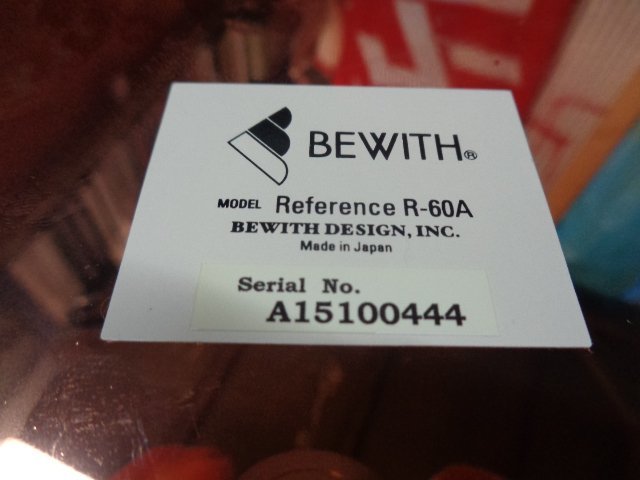 BEWITH®
MODEL Reference R-60A
BEWITH DESIGN, INC.
Made in Japan
Serial No.
A15100444